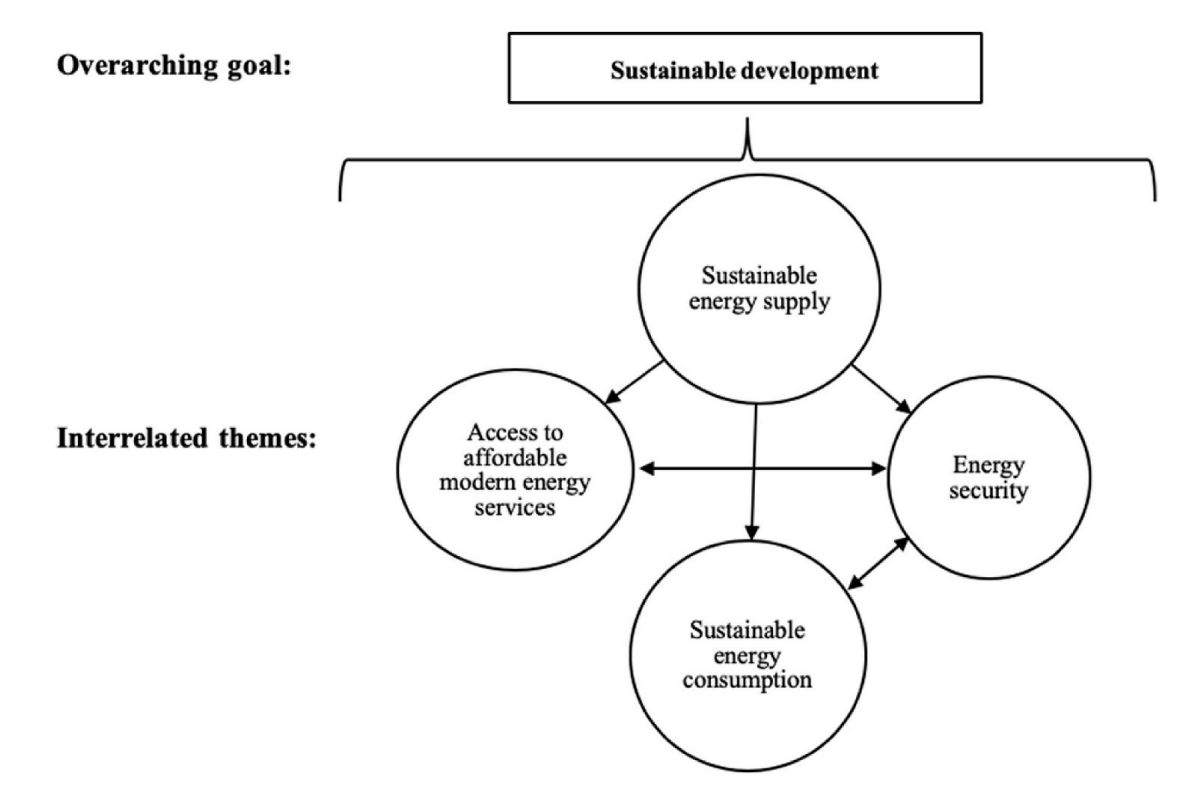 Overarching goal:
Sustainable development
Sustainable
energy supply
Interrelated themes:
Access to
affordable
modern energy
services
Energy
security
Sustainable
energy
consumption